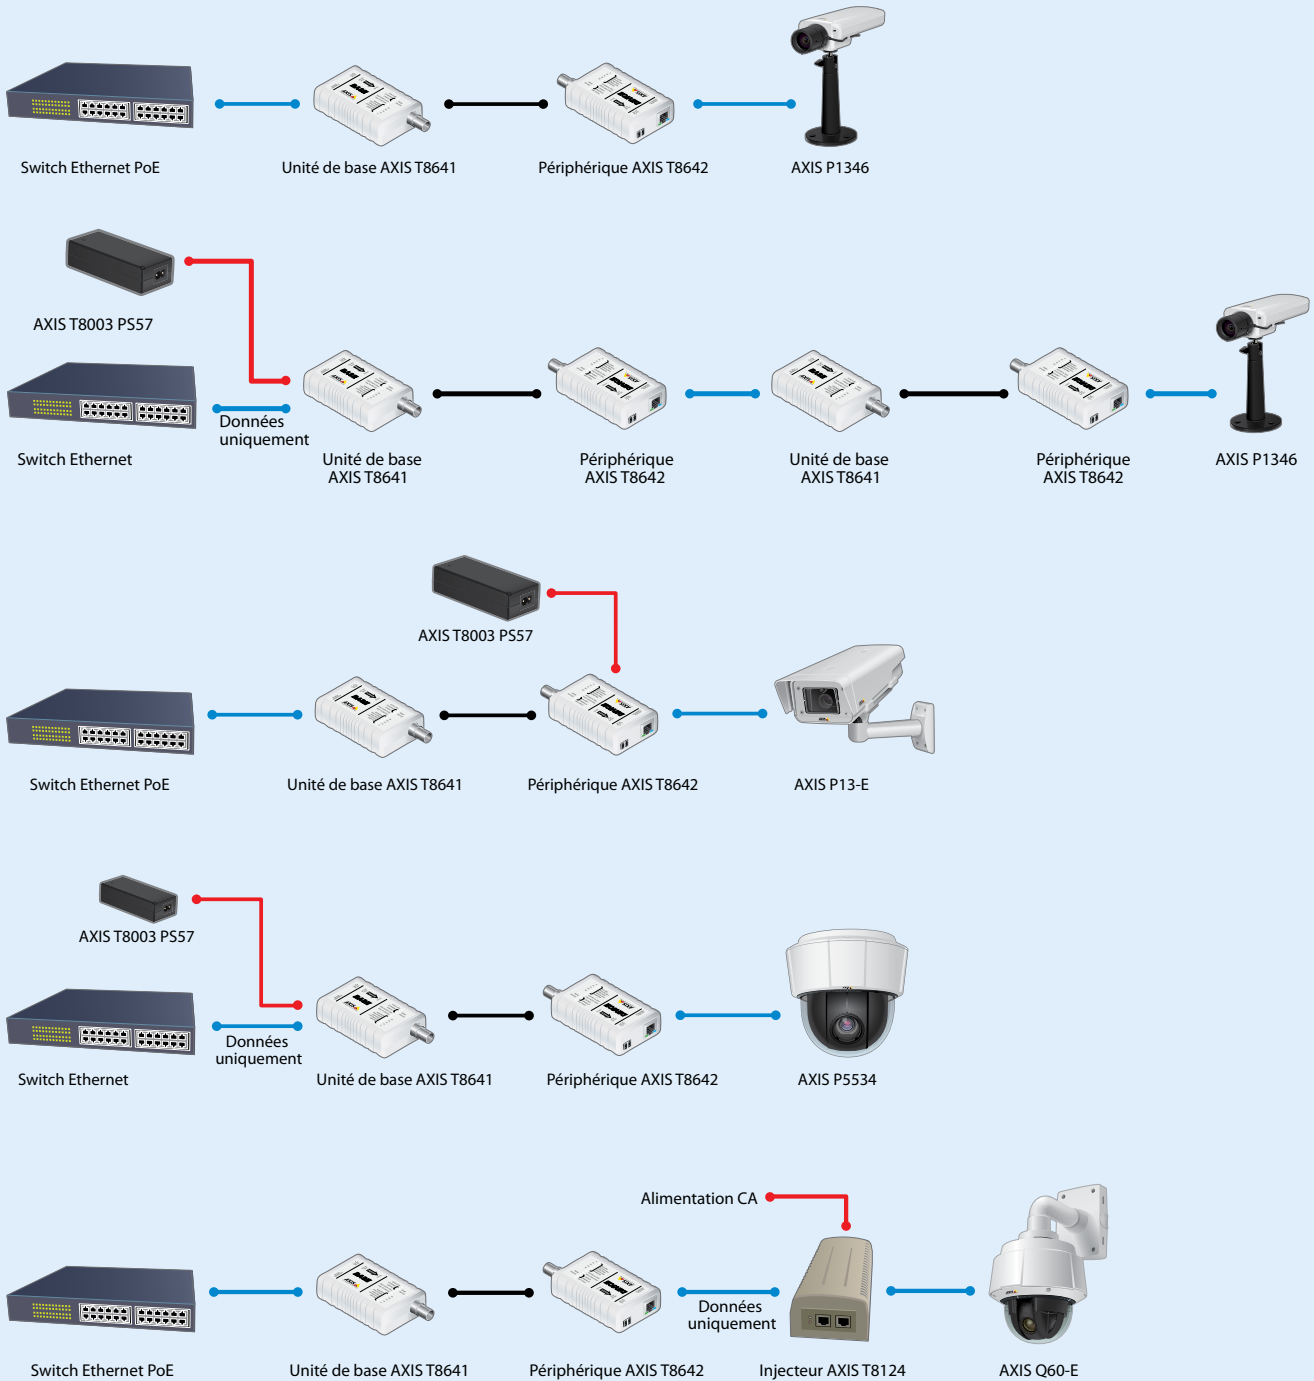 Switch Ethernet PoE
Unité de base AXIS T8641
Périphérique AXIS T8642
AXIS P1346
AXIS T8003 PS57
Switch Ethernet
Données
uniquement
Unité de base
AXIS T8641
Périphérique
AXIS T8642
Unité de base
AXIS T8641
Périphérique
AXIS T8642
AXIS P1346
AXIS T8003 PS57
Switch Ethernet PoE
Unité de base AXIS T8641
Périphérique AXIS T8642
AXIS P13-E
AXIS T8003 PS57
Switch Ethernet
Données
uniquement
Unité de base AXIS T8641
Périphérique AXIS T8642
AXIS P5534
Alimentation CA
Switch Ethernet PoE
Unité de base AXIS T8641
Périphérique AXIS T8642
Données
uniquement
Injecteur AXIS T8124
AXIS Q60-E